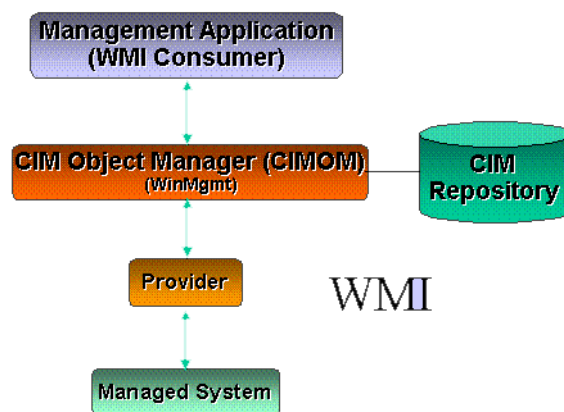 Management Application
(WMI Consumer)
CIM Object Manager (CIMOM)
(WinMgmt)
CIM
Repository
Provider
WMI
Managed System